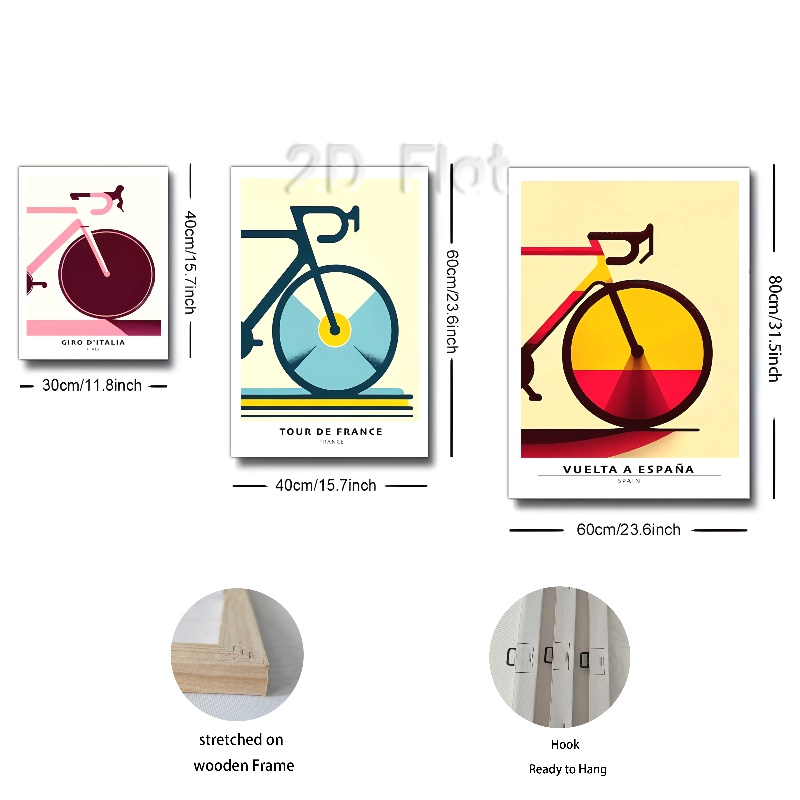 2D Flat
40cm/15.7inch
60cm/23.6inch
80cm/31.5inch
GIRO D'ITALIA
ITALY
30cm/11.8inch
TOUR DE FRANCE
FRANCE
40cm/15.7inch
VUELTA A ESPAÑA
SPAIN
60cm/23.6inch
stretched on
wooden Frame
Hook
Ready to Hang